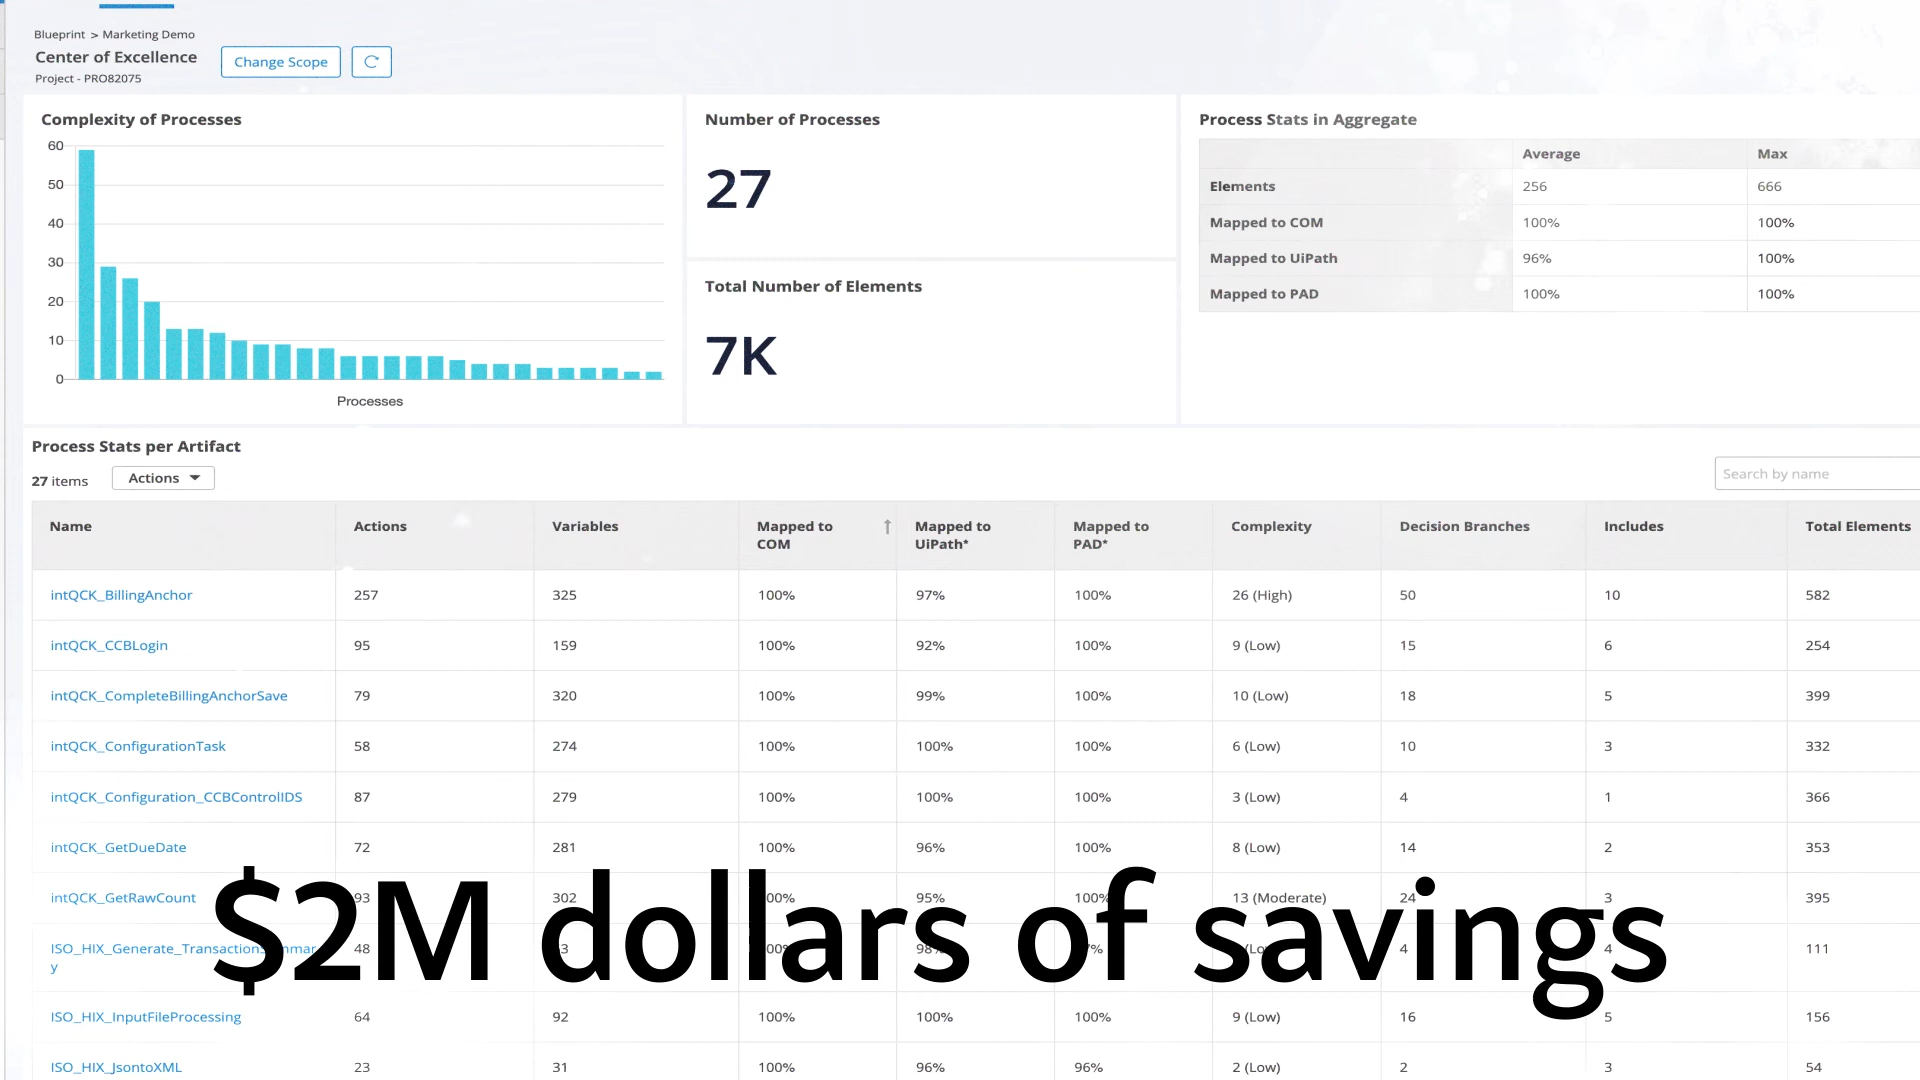 Blueprint > Marketing Demo
Center of Excellence
Change Scope
Project - PRO82075
Complexity of Processes
60
50
40
30
20
10
0
Processes
Number of Processes
27
Total Number of Elements
7K
Process Stats in Aggregate
Average Max
Elements 256 666
Mapped to COM 100% 100%
Mapped to UiPath 96% 100%
Mapped to PAD 100% 100%
Process Stats per Artifact
27 items Actions
Search by name
Name Actions Variables Mapped to COM Mapped to UiPath* Mapped to PAD* Complexity Decision Branches Includes Total Elements
intQCK_BillingAnchor 257 325 100% 97% 100% 26 (High) 50 10 582
intQCK_CCBLogin 95 159 100% 92% 100% 9 (Low) 15 6 254
intQCK_CompleteBillingAnchorSave 79 320 100% 99% 100% 10 (Low) 18 5 399
intQCK_ConfigurationTask 58 274 100% 100% 100% 6 (Low) 10 3 332
intQCK_Configuration_CCBControlIDS 87 279 100% 100% 100% 3 (Low) 4 1 366
intQCK_GetDueDate 72 281 100% 96% 100% 8 (Low) 14 2 353
intQCK_GetRawCount 93 302 100% 95% 100% 13 (Moderate) 24 3 395
48 4 4 111
$2M dollars of savings
ISO_HIX_InputFileProcessing 64 92 100% 100% 100% 9 (Low) 16 5 156
ISO_HIX_JsontoXML 23 31 100% 96% 96% 2 (Low) 2 3 54